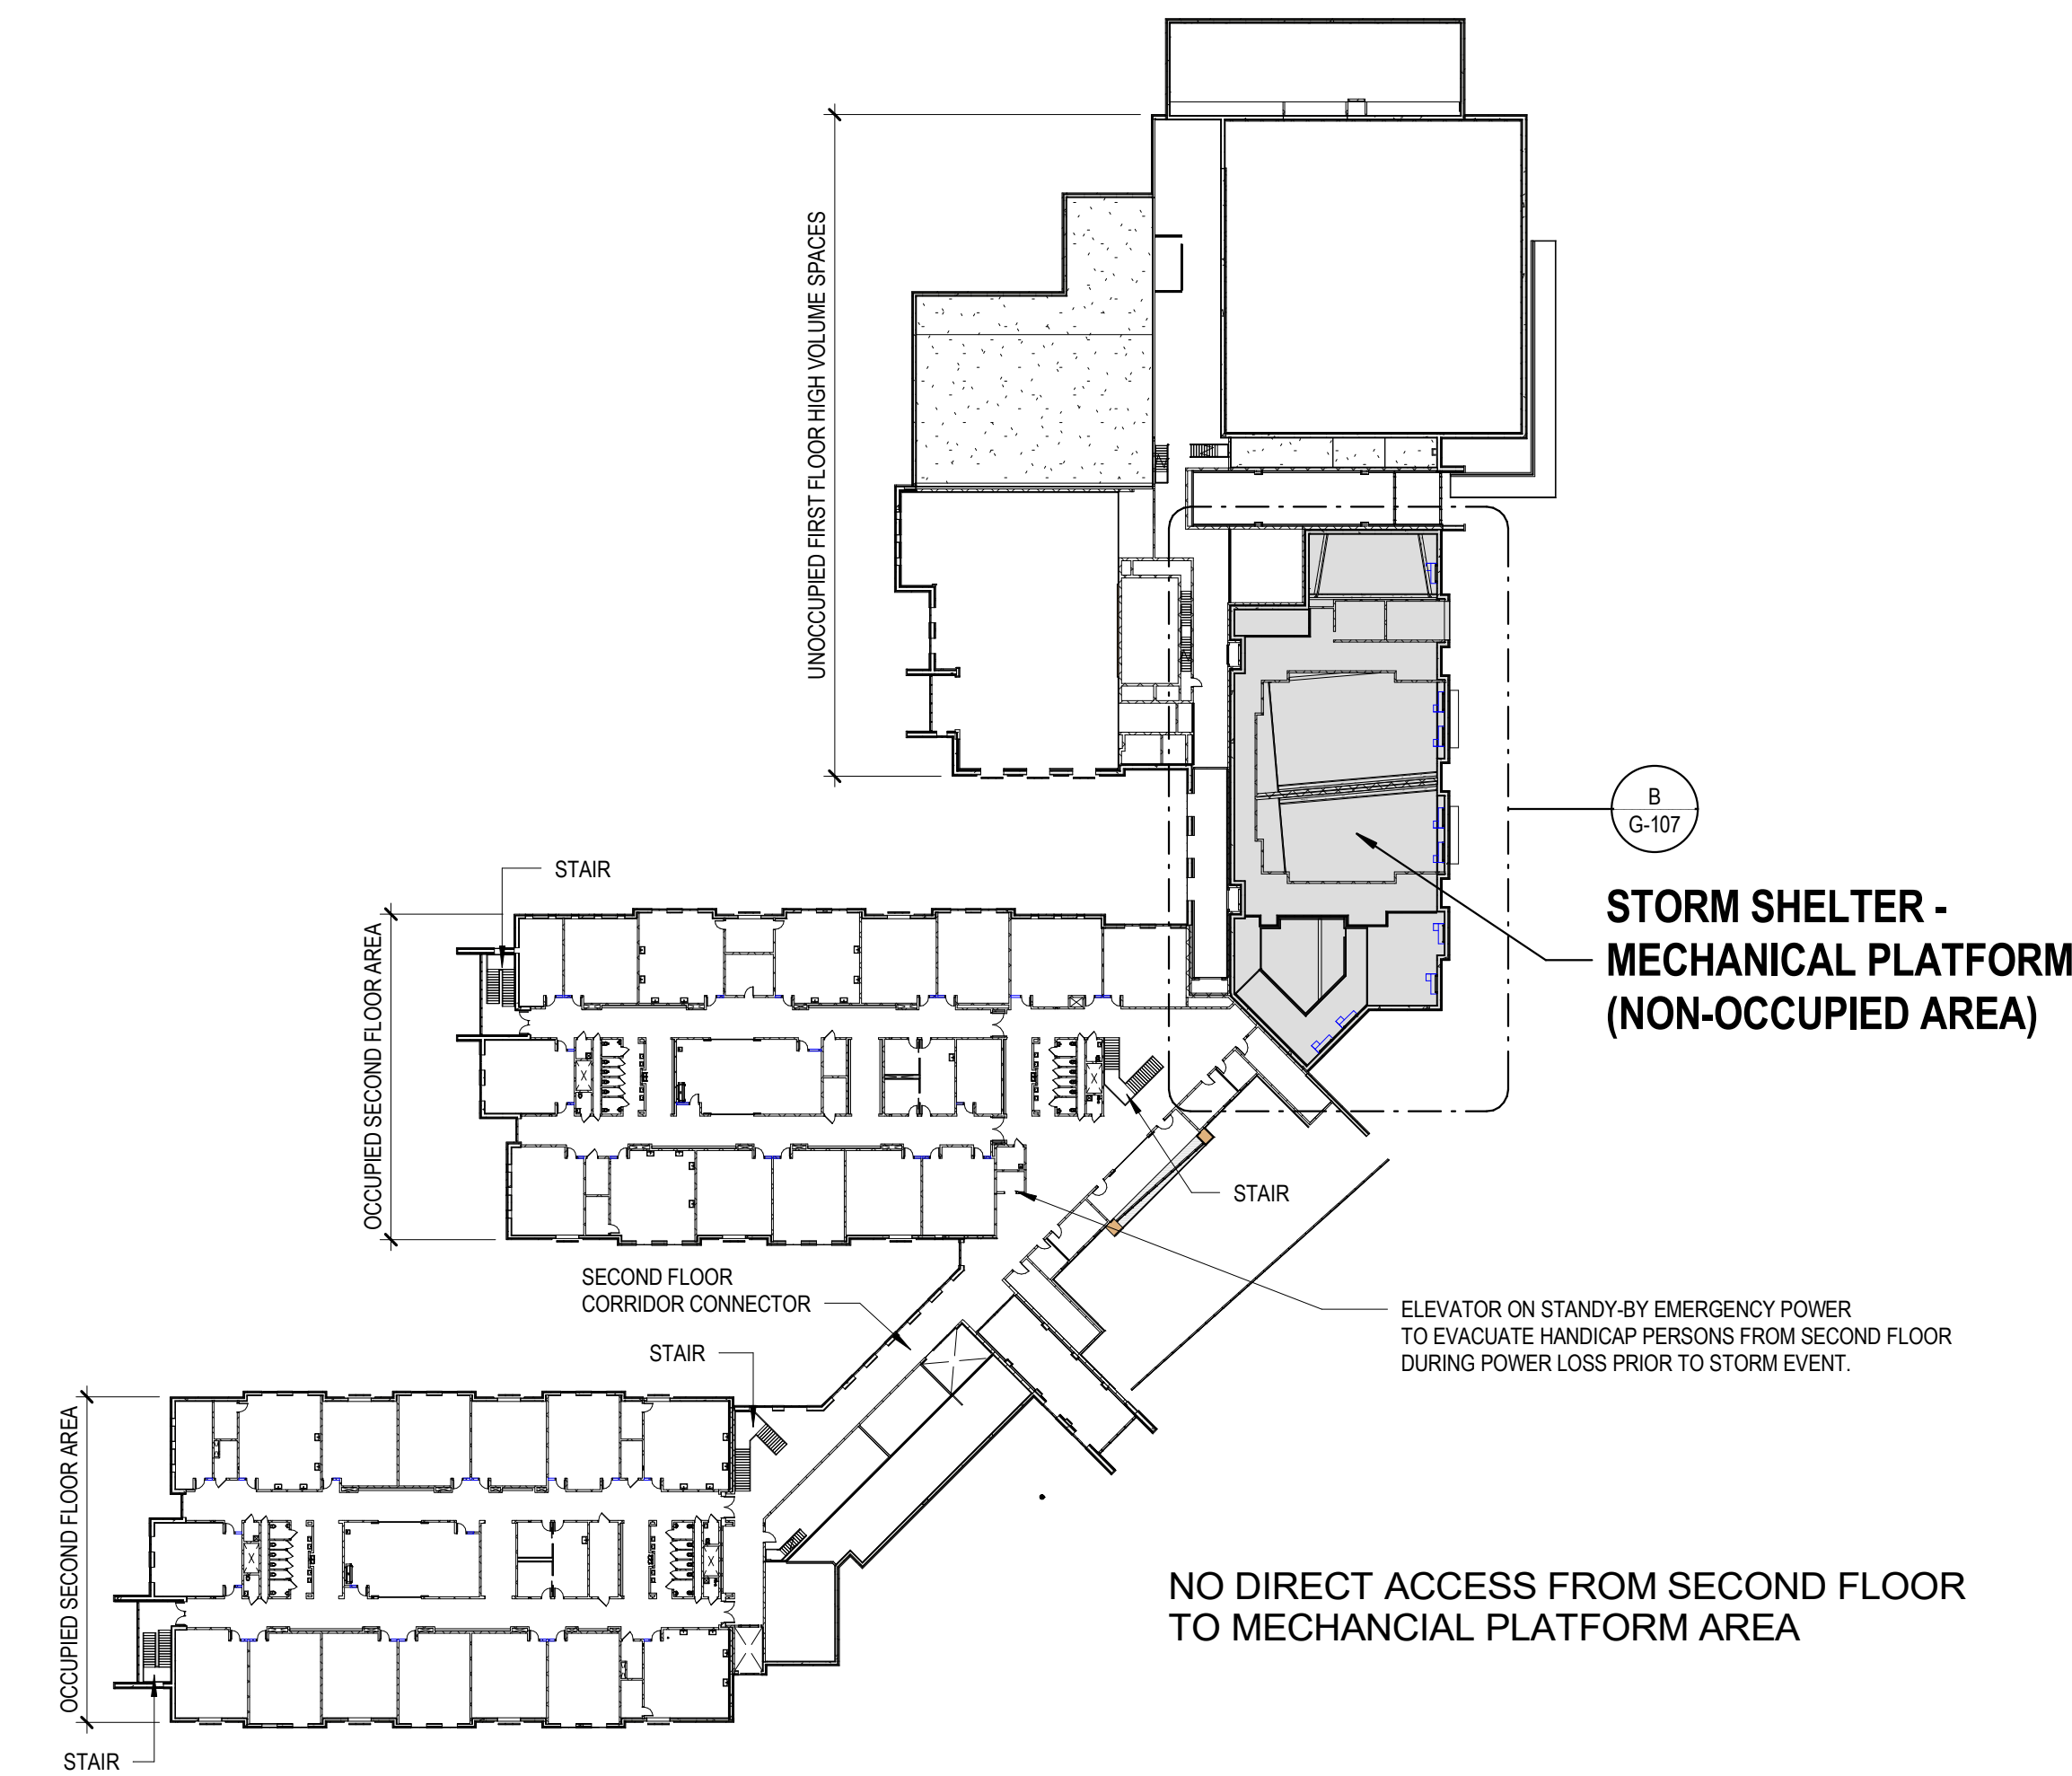 UNOCCUPIED FIRST FLOOR HIGH VOLUME SPACES
B
G-107
STORM SHELTER -
MECHANICAL PLATFORM
(NON-OCCUPIED AREA)
STAIR
OCCUPIED SECOND FLOOR AREA
STAIR
SECOND FLOOR
CORRIDOR CONNECTOR
ELEVATOR ON STANDY-BY EMERGENCY POWER
TO EVACUATE HANDICAP PERSONS FROM SECOND FLOOR
DURING POWER LOSS PRIOR TO STORM EVENT.
STAIR
OCCUPIED SECOND FLOOR AREA
NO DIRECT ACCESS FROM SECOND FLOOR
TO MECHANCIAL PLATFORM AREA
STAIR